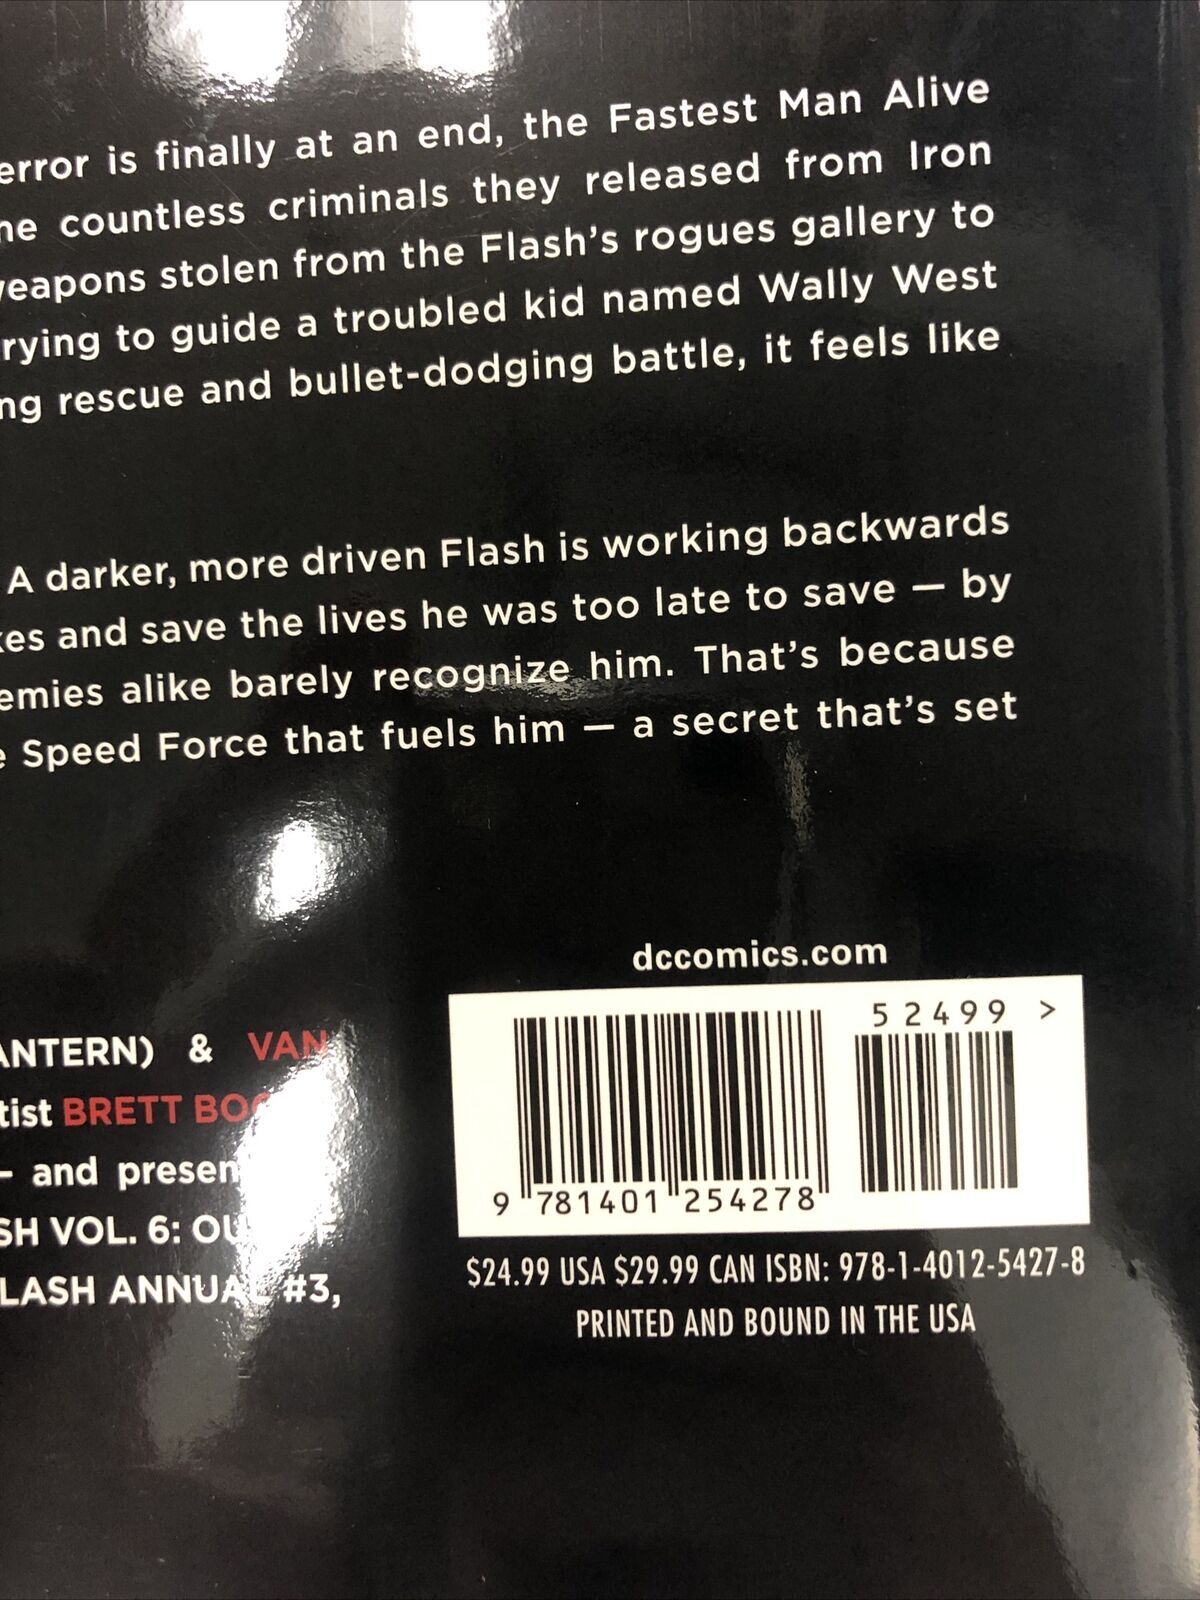 error is finally at an end, the Fastest Man Alive
countless criminals they released from Iron
weapons stolen from the Flash's rogues gallery to
rying to guide a troubled kid named Wally West
ng rescue and bullet-dodging battle, it feels like
A darker, more driven Flash is working backwards
kes and save the lives he was too late to save — by
emies alike barely recognize him. That's because
e Speed Force that fuels him — a secret that's set
ANTERN) & VAN
tist BRETT
- and presen
SH VOL. 6:
LASH ANNUAL #3,
dccomics.com
52499 >
9 781401 254278
$24.99 USA $29.99 CAN ISBN: 978-1-4012-5427-8
PRINTED AND BOUND IN THE USA